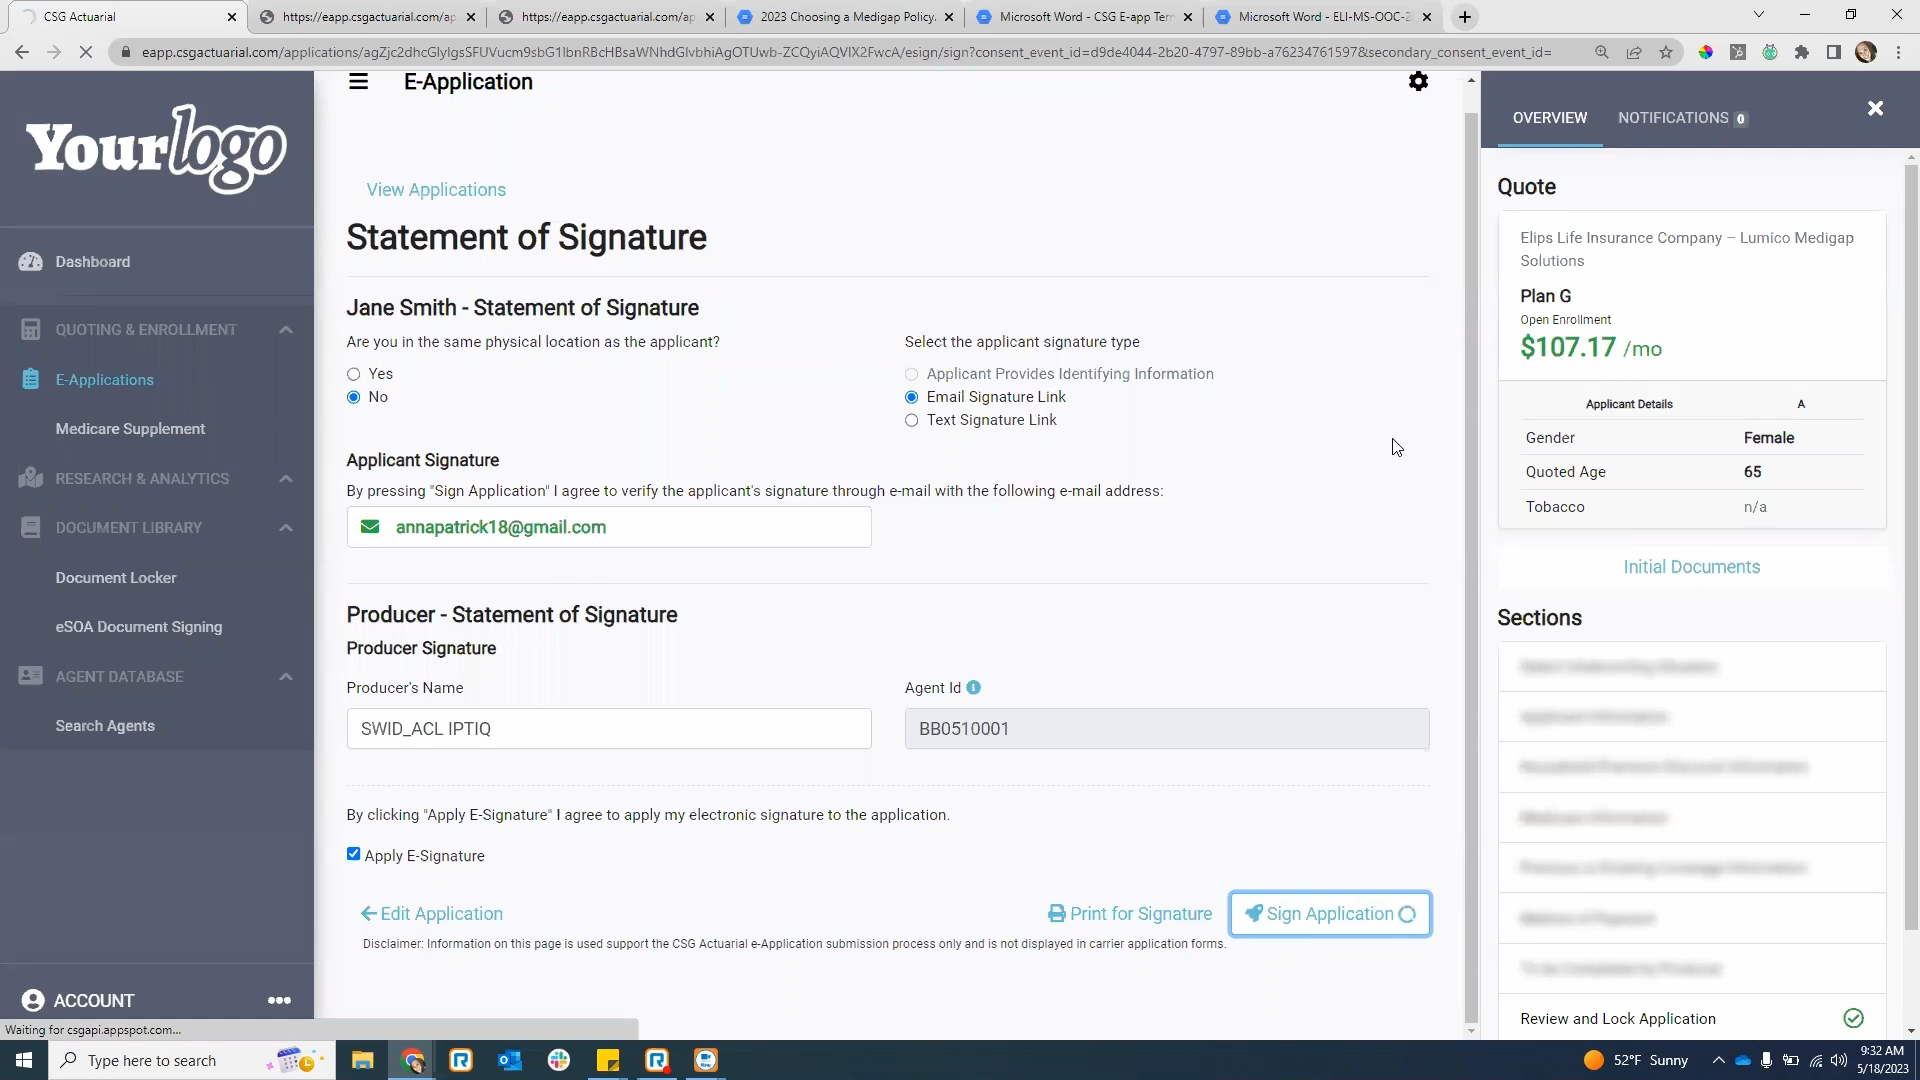 CSG Actuarial
https://eapp.csgactuarial.com/ap
https://eapp.csgactuarial.com/ap
2023 Choosing a Medigap Policy.
Microsoft Word - CSG E-app Ter
Microsoft Word - ELI-MS-OOC-2
eapp.csgactuarial.com/applications/agZjc2dhcGlyIgsSFUVucm9sbG1lbnRBcHBsaWNhdGlvbhiAgOTUwb-ZCQyiAQVIX2FwcA/esign/sign?consent_event_id=d9de4044-2b20-4797-89bb-a76234761597&secondary_consent_event_id=
Yourlogo
Dashboard
QUOTING & ENROLLMENT
E-Applications
Medicare Supplement
RESEARCH & ANALYTICS
DOCUMENT LIBRARY
Document Locker
eSOA Document Signing
AGENT DATABASE
Search Agents
ACCOUNT
Waiting for csgapi.appspot.com...
E-Application
View Applications
Statement of Signature
Jane Smith - Statement of Signature
Are you in the same physical location as the applicant?
Yes
No
Select the applicant signature type
Applicant Provides Identifying Information
Email Signature Link
Text Signature Link
Applicant Signature
By pressing "Sign Application" I agree to verify the applicant's signature through e-mail with the following e-mail address:
annapatrick18@gmail.com
Producer - Statement of Signature
Producer Signature
Producer's Name
SWID_ACL IPTIQ
Agent Id
BB0510001
By clicking "Apply E-Signature" I agree to apply my electronic signature to the application.
Apply E-Signature
Edit Application
Print for Signature
Sign Application
Disclaimer: Information on this page is used support the CSG Actuarial e-Application submission process only and is not displayed in carrier application forms.
OVERVIEW
NOTIFICATIONS 0
Quote
Elips Life Insurance Company – Lumico Medigap
Solutions
Plan G
Open Enrollment
$107.17 /mo
Applicant Details A
Gender Female
Quoted Age 65
Tobacco n/a
Initial Documents
Sections
Review and Lock Application
Type here to search
52°F Sunny
9:32 AM
5/18/2023